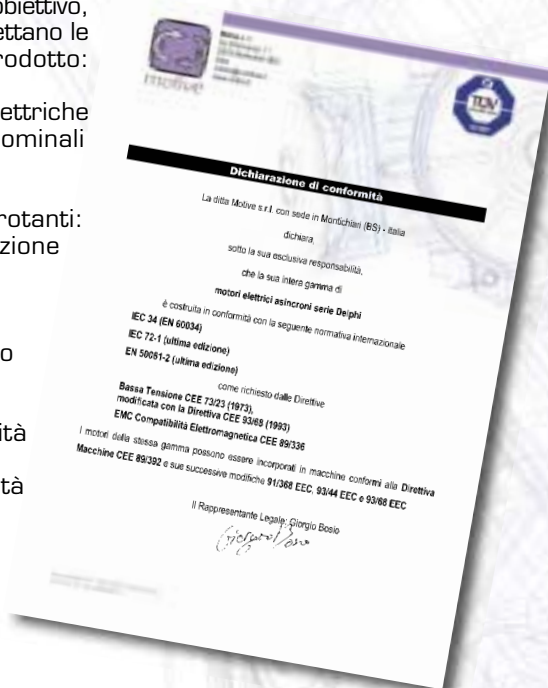 obiettivo,
ettano le
rodotto:
ettriche
ominali
rotanti:
zione
o
ità
tà
motive
TÜV
Dichiarazione di conformità
La ditta Motive s.r.l. con sede in Montichiari (BS) - Italia
dichiara,
sotto la sua esclusiva responsabilità,
che la sua intera gamma di
motori elettrici asincroni serie Delphi
è costruita in conformità con la seguente normativa internazionale
IEC 34 (EN 60034)
IEC 72-1 (ultima edizione)
EN 50081-2 (ultima edizione)
come richiesto dalle Direttive
Bassa Tensione CEE 73/23 (1973),
modificata con la Direttiva CEE 93/68 (1993)
EMC Compatibilità Elettromagnetica CEE 89/336
I motori della stessa gamma possono essere incorporati in macchine conformi alla Direttiva
Macchine CEE 89/392 e sue successive modifiche 91/368 EEC, 93/44 EEC e 93/68 EEC
Il Rappresentante Legale: Giorgio Bosio
Giorgio Bosio